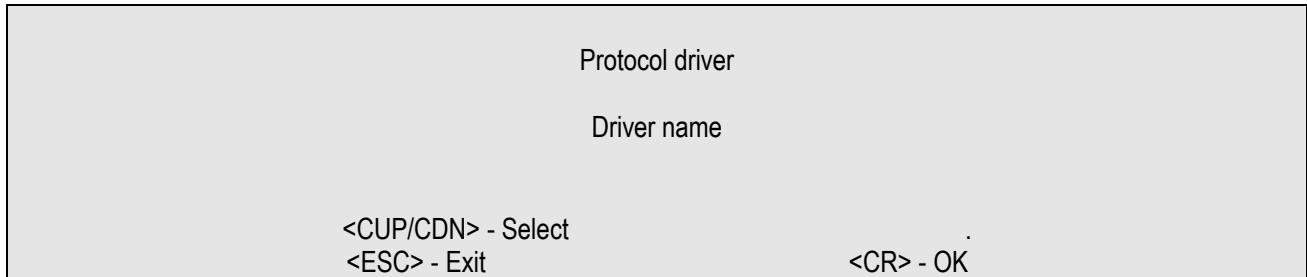 Protocol driver
Driver name
<CUP/CDN> - Select .
<ESC> - Exit <CR> - OK